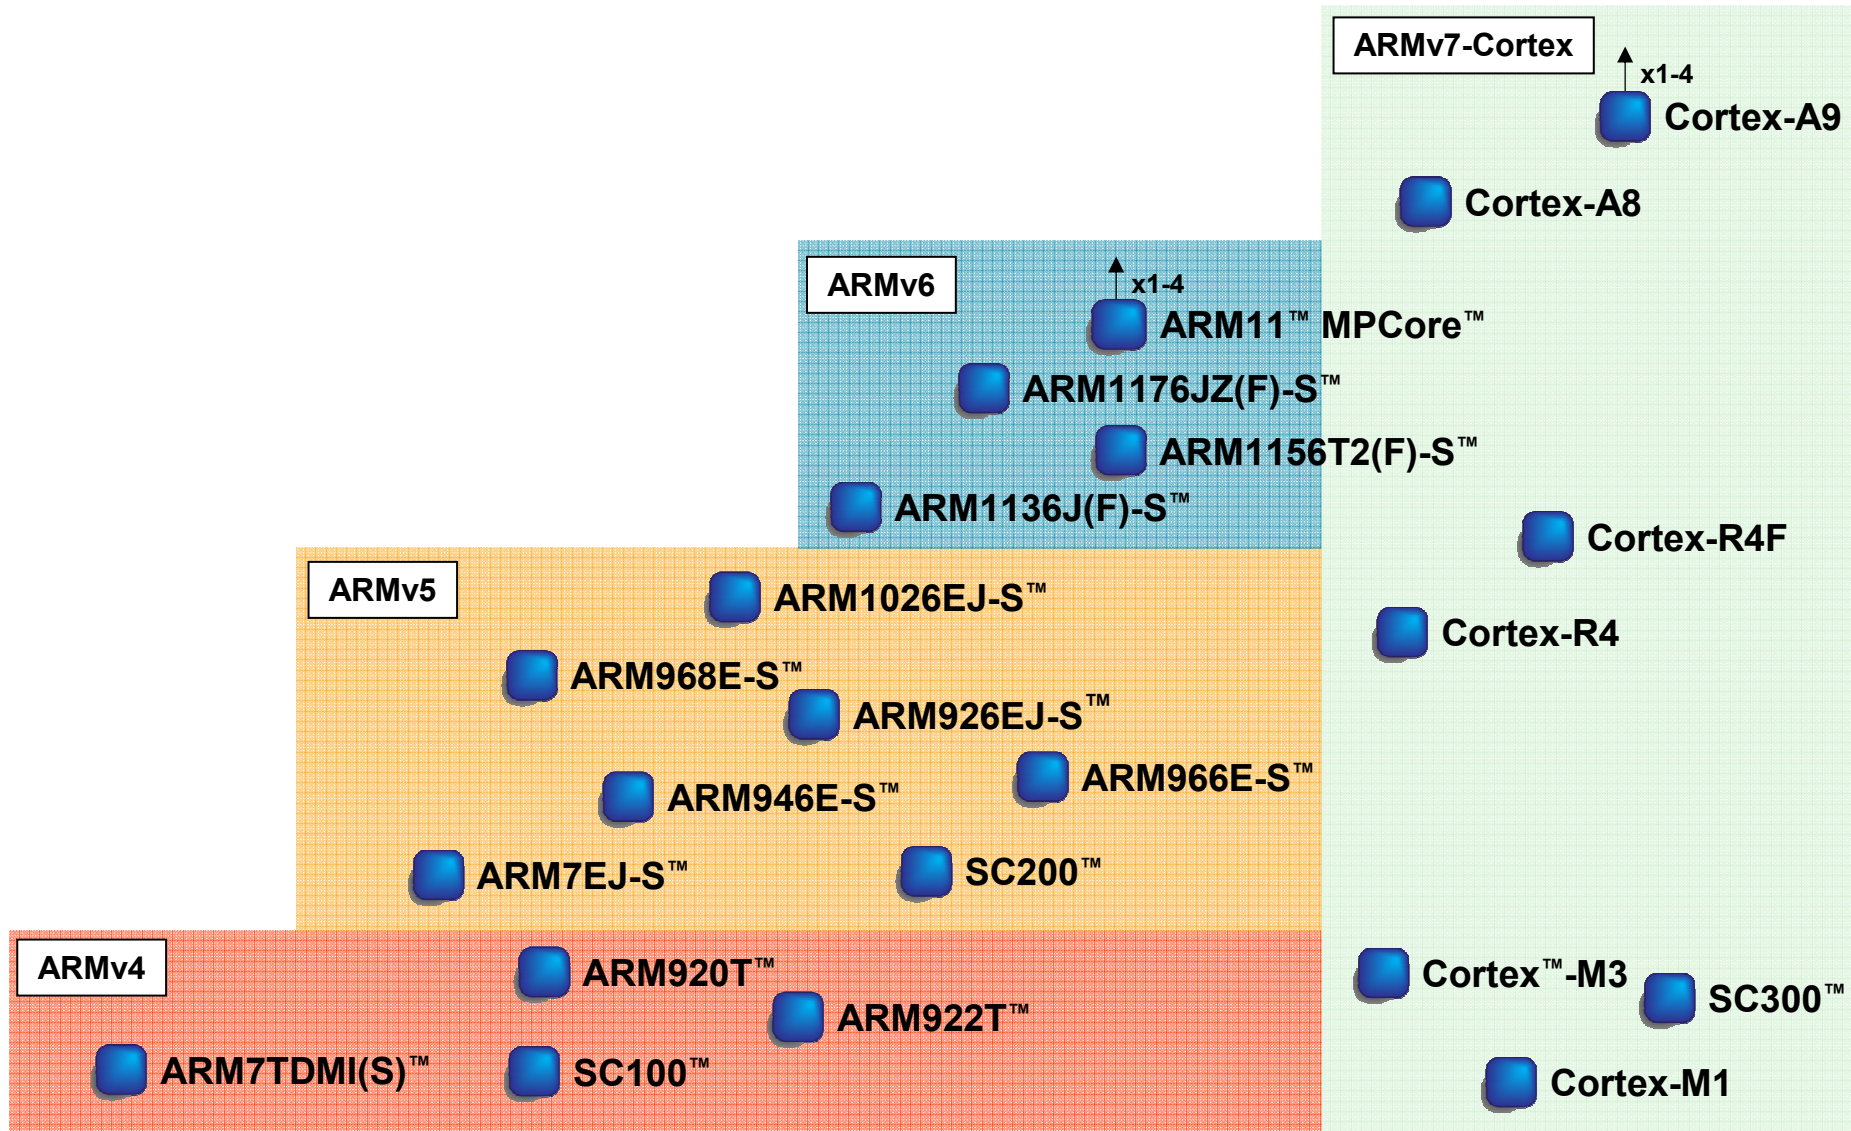 ARMv7-Cortex
x1-4
Cortex-A9
Cortex-A8
ARMv6
x1-4
ARM11™ MPCore™
ARM1176JZ(F)-S™
ARM1156T2(F)-S™
ARM1136J(F)-S™
Cortex-R4F
ARMv5
ARM1026EJ-S™
Cortex-R4
ARM968E-S™
ARM926EJ-S™
ARM966E-S™
ARM946E-S™
ARM7EJ-S™
SC200™
ARMv4
ARM920T™
Cortex™-M3
SC300™
ARM922T™
ARM7TDMI(S)™
SC100™
Cortex-M1